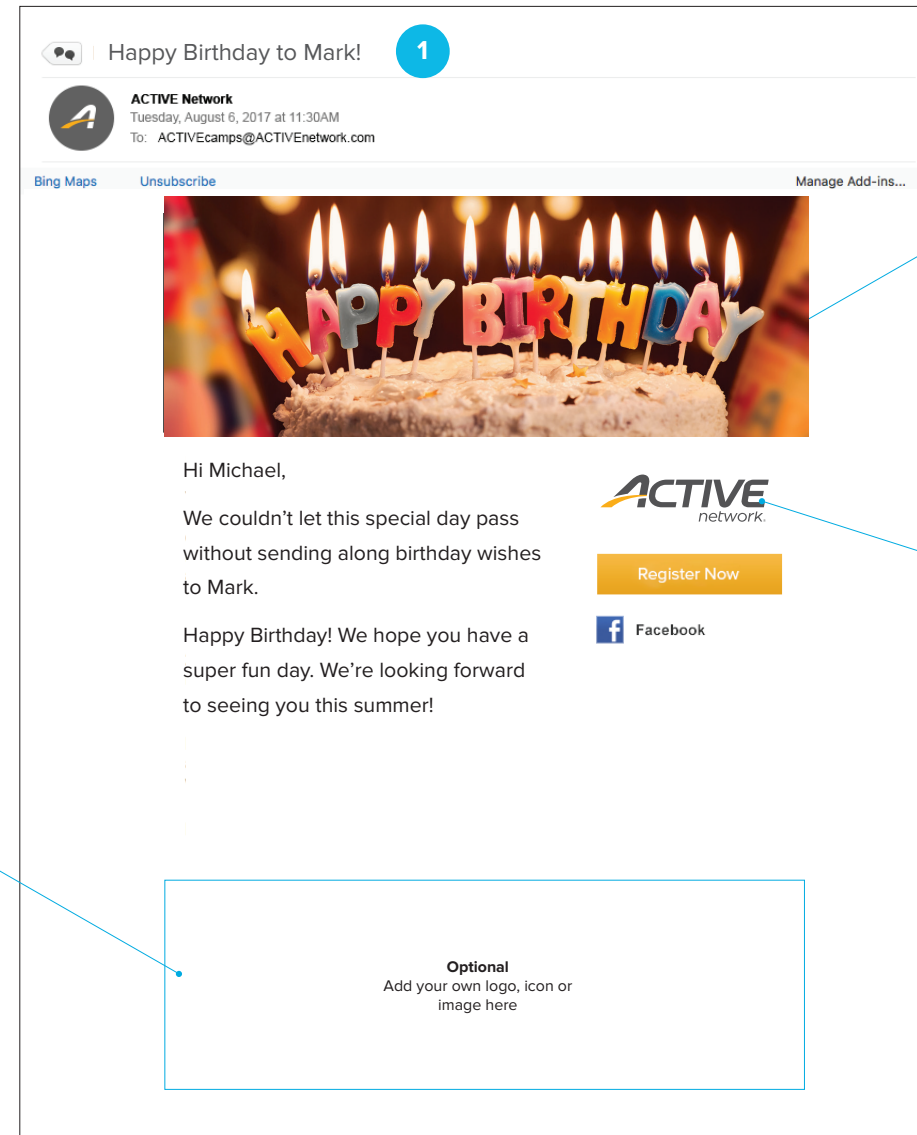 Happy Birthday to Mark!
1
ACTIVE Network
Tuesday, August 6, 2017 at 11:30AM
To: ACTIVEcamps@ACTIVEnetwork.com
Bing Maps
Unsubscribe
Manage Add-ins...
HAPPY BIRTHDAY
Hi Michael,
We couldn’t let this special day pass
without sending along birthday wishes
to Mark.
Happy Birthday! We hope you have a
super fun day. We’re looking forward
to seeing you this summer!
ACTIVE
network.
Register Now
Facebook
Optional
Add your own logo, icon or
image here